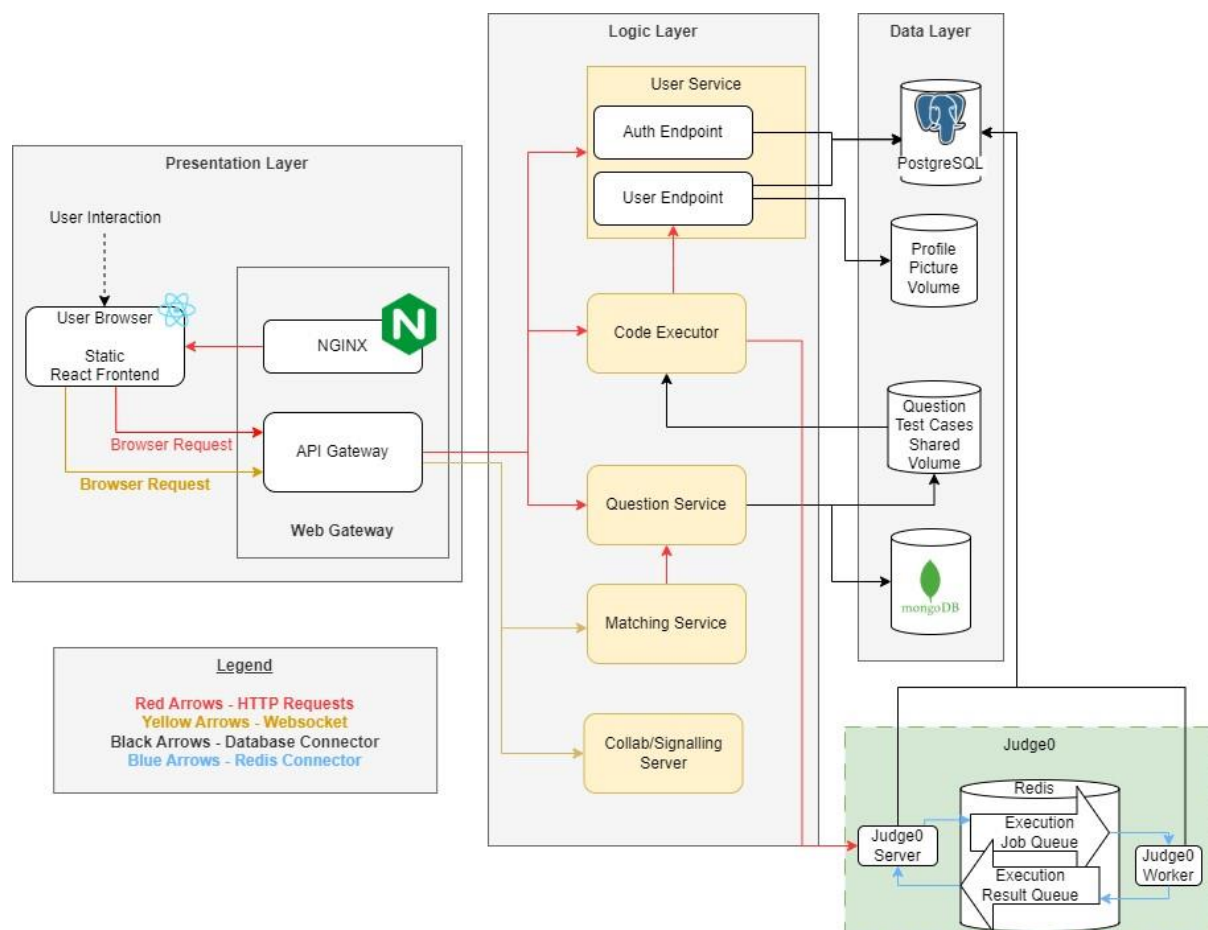 Presentation Layer
User Interaction
User Browser
Static
React Frontend
NGINX
N
API Gateway
Browser Request
Browser Request
Web Gateway
Legend
Red Arrows - HTTP Requests
Yellow Arrows - Websocket
Black Arrows - Database Connector
Blue Arrows - Redis Connector
Logic Layer
User Service
Auth Endpoint
User Endpoint
Code Executor
Question Service
Matching Service
Collab/Signalling
Server
Data Layer
PostgreSQL
Profile
Picture
Volume
Question
Test Cases
Shared
Volume
mongoDB
Judge0
Redis
Execution
Job Queue
Execution
Result Queue
Judge0
Server
Judge0
Worker